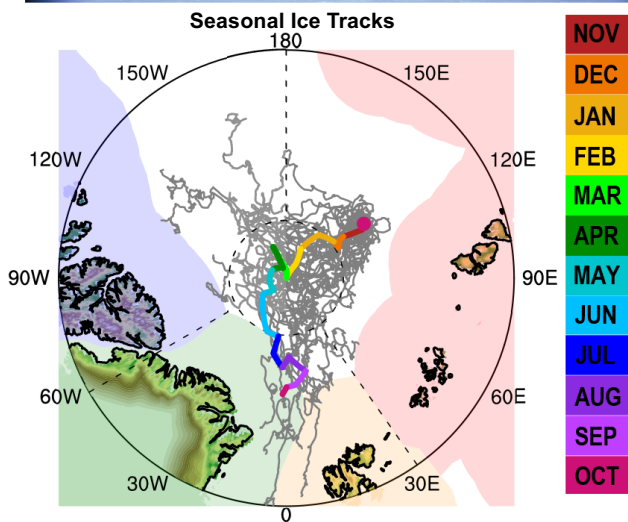 Seasonal Ice Tracks
180
150W
150E
120W
120E
90W
90E
60W
60E
30W
30E
0
NOV
DEC
JAN
FEB
MAR
APR
MAY
JUN
JUL
AUG
SEP
OCT